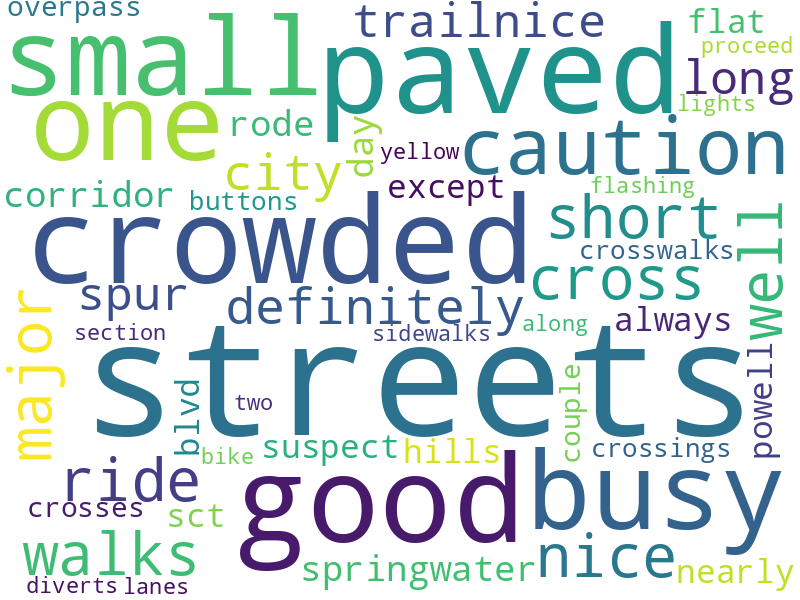 overpass
small
trailnice
flat
proceed
paved
long
lights
one
rode
day
city
yellow
caution
corridor
buttons
except
flashing
crowded
short
crosswalks
well
spur
definitely
cross
major
section
sidewalks
along
always
streets
blvd
two
couple
powell
bike
suspect
hills
crossings
ride
crosses
sct
good
busy
walks
springwater
nice
nearly
diverts
lanes